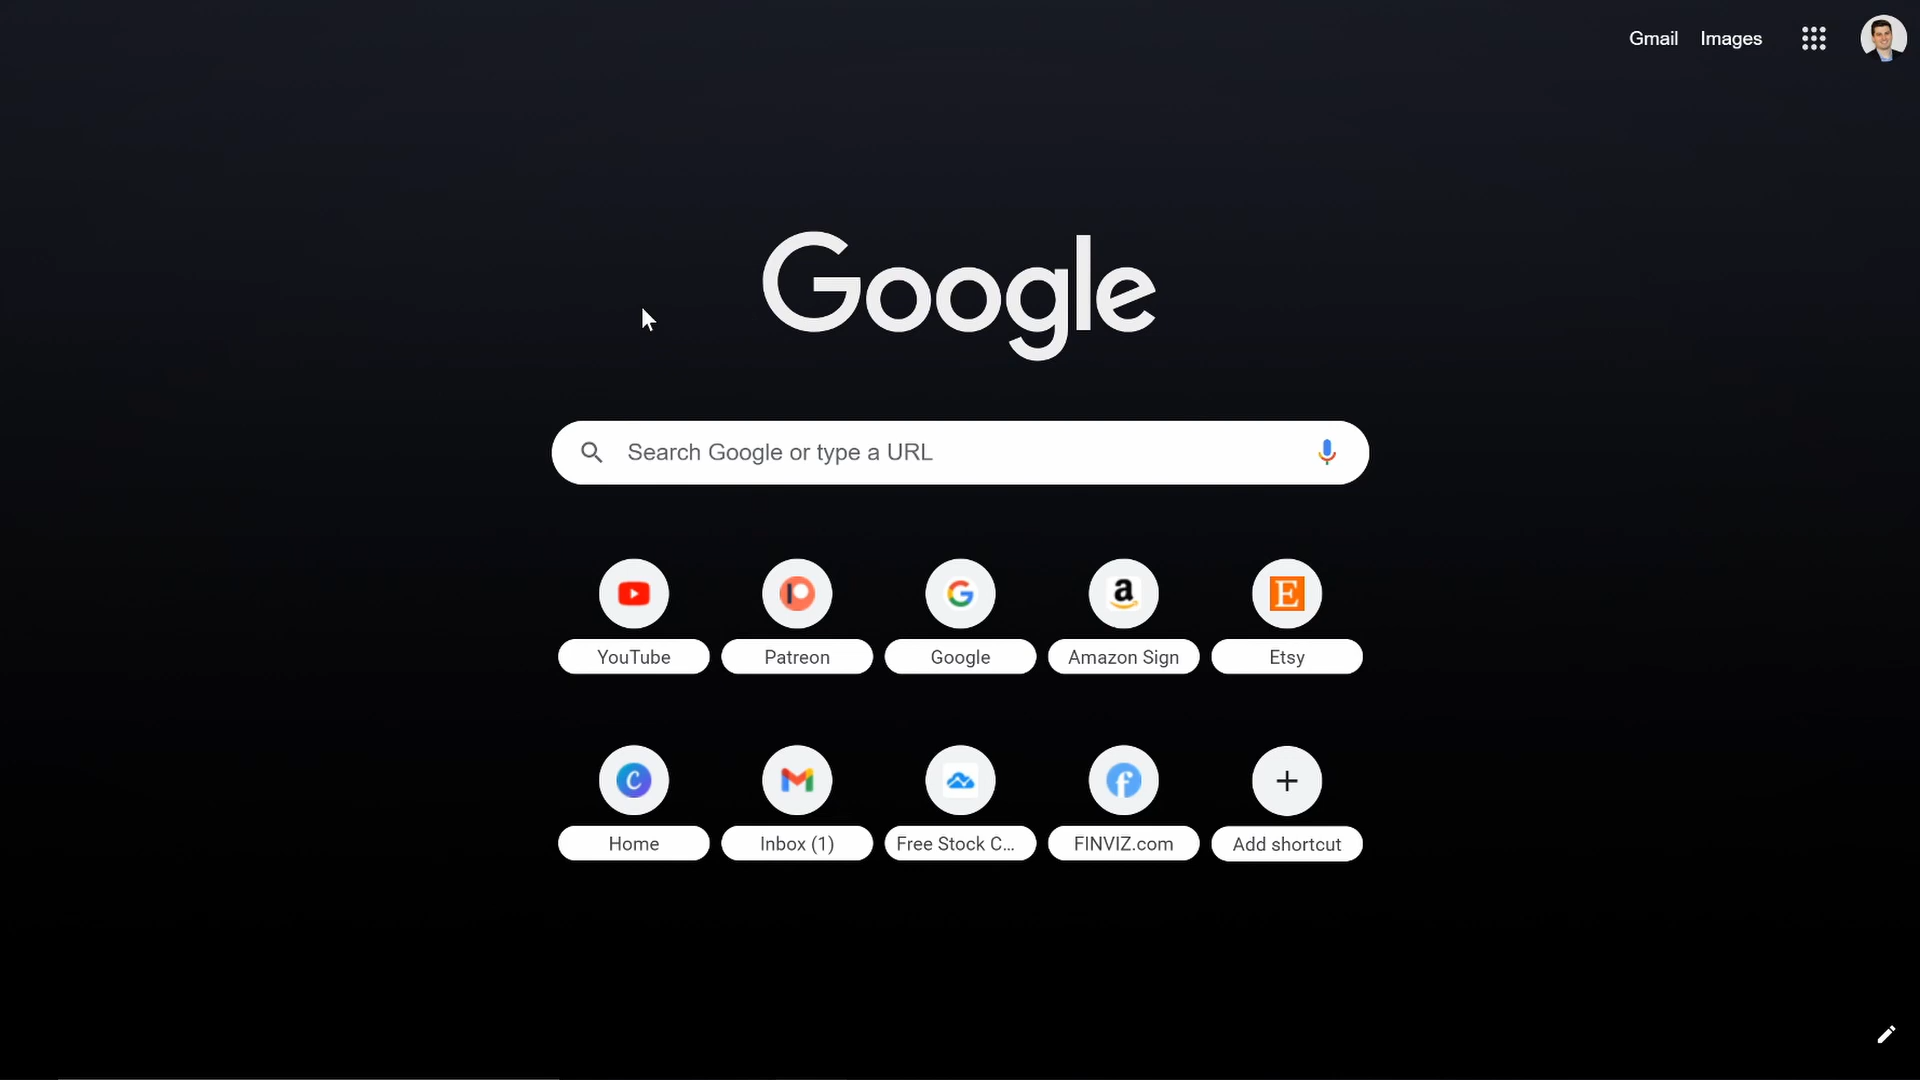 Gmail Images
Google
Search Google or type a URL
YouTube
Patreon
Google
Amazon Sign
Etsy
Home
Inbox (1)
Free Stock C...
FINVIZ.com
Add shortcut